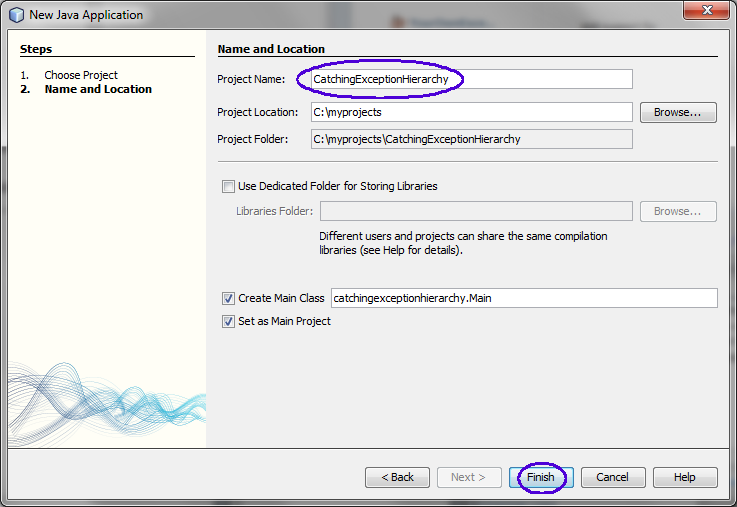 New Java Application
Steps
1. Choose Project
2. Name and Location
Name and Location
Project Name: CatchingExceptionHierarchy
Project Location: C:\myprojects Browse...
Project Folder: C:\myprojects\CatchingExceptionHierarchy
Use Dedicated Folder for Storing Libraries
Libraries Folder: Browse...
Different users and projects can share the same compilation
libraries (see Help for details).
Create Main Class catchingexceptionhierarchy.Main
Set as Main Project
< Back Next > Finish Cancel Help